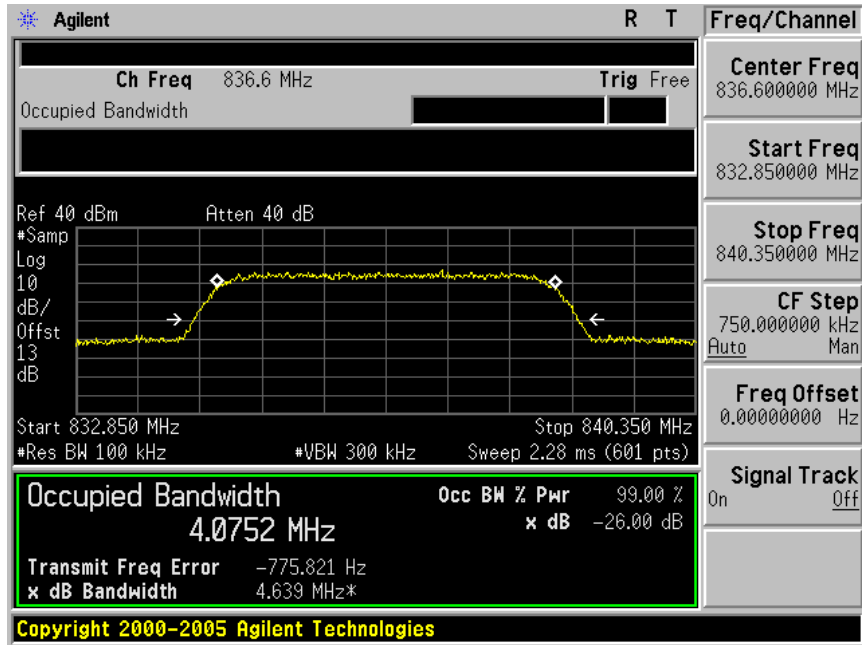 Agilent R T Freq/Channel
Ch Freq 836.6 MHz Trig Free
Occupied Bandwidth
Center Freq
836.600000 MHz
Start Freq
832.850000 MHz
Stop Freq
840.350000 MHz
CF Step
750.000000 kHz
Auto Man
Freq Offset
0.00000000 Hz
Signal Track
On Off
Ref 40 dBm Atten 40 dB
#Samp
Log
10
dB/
Offst
13
dB
Start 832.850 MHz Stop 840.350 MHz
#Res BW 100 kHz #VBW 300 kHz Sweep 2.28 ms (601 pts)
Occupied Bandwidth Occ BW % Pwr 99.00 %
4.0752 MHz x dB -26.00 dB
Transmit Freq Error -775.821 Hz
x dB Bandwidth 4.639 MHz*
Copyright 2000-2005 Agilent Technologies